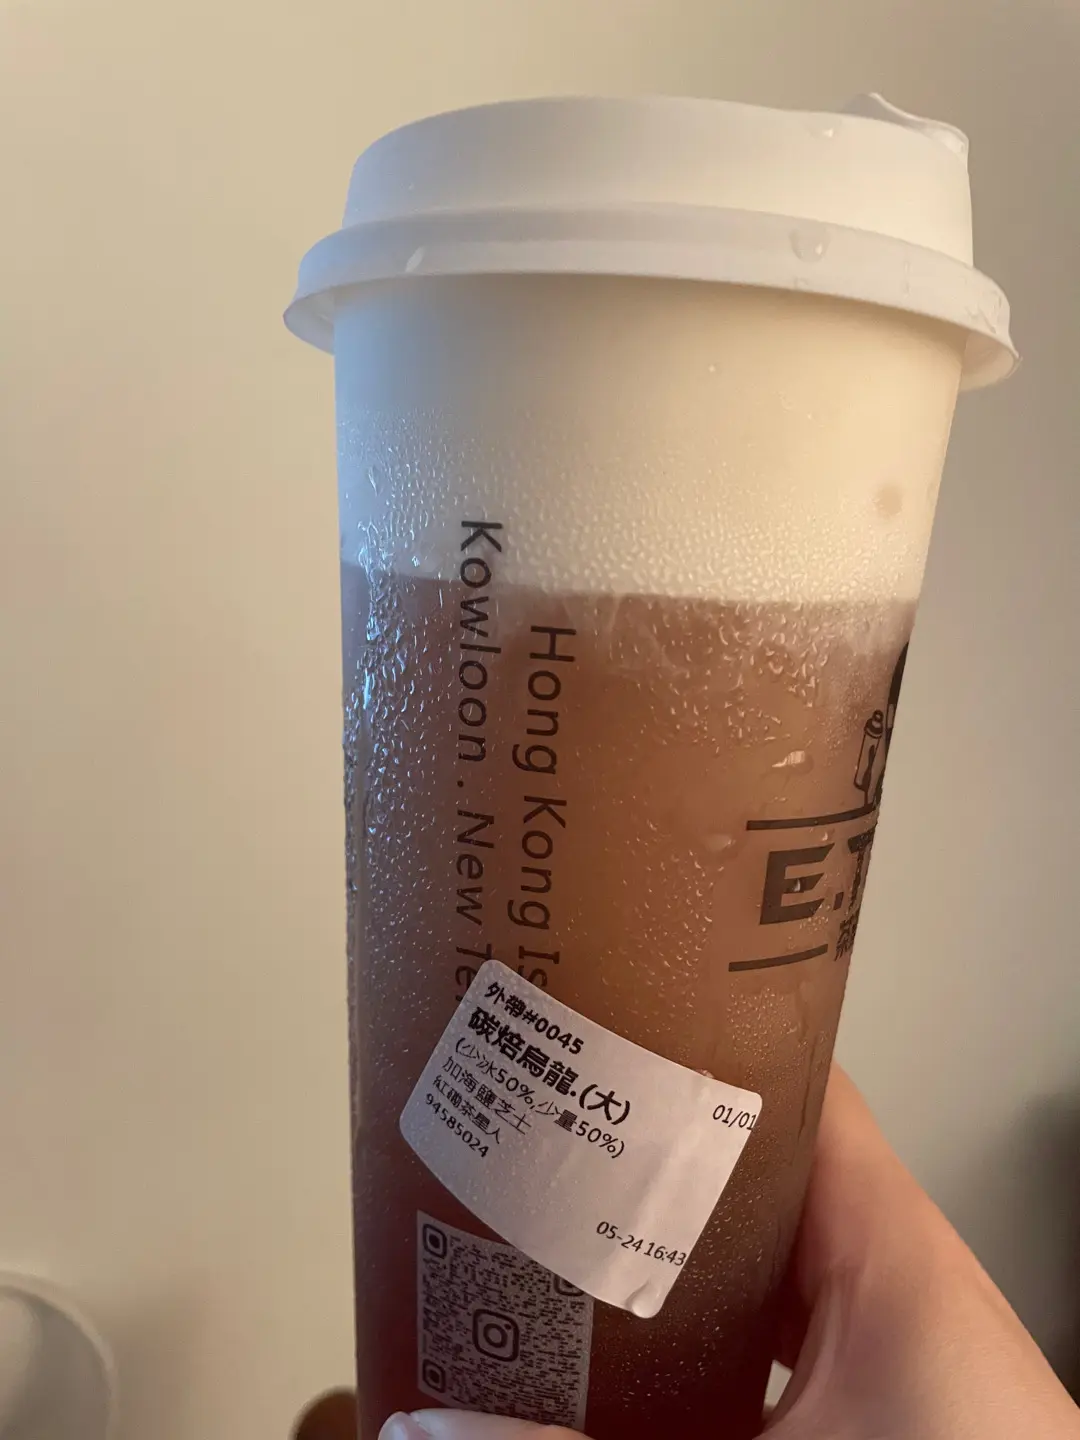 Hong Kong Is
Kowloon . New Te
E.T
茶
外帶#0045
碳焙烏龍.(大)
(少冰50%,少量50%)
加海鹽芝士
紅磡茶星人
94585024
01/01
05-24 16:43